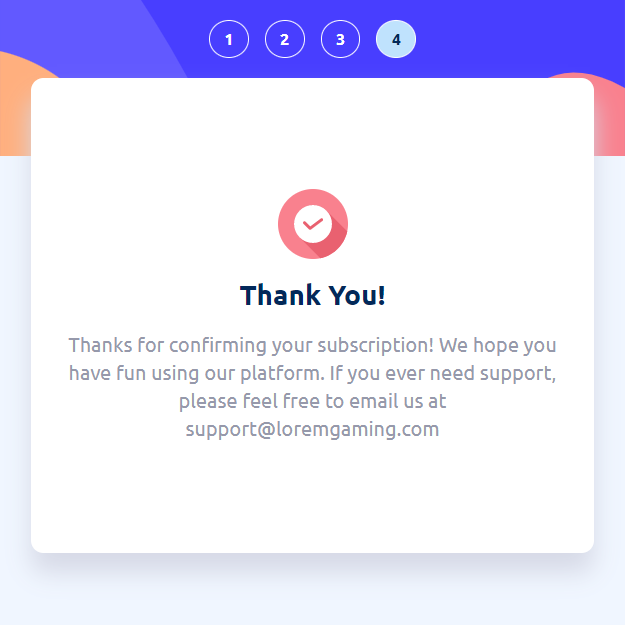 1 2 3 4
Thank You!
Thanks for confirming your subscription! We hope you
have fun using our platform. If you ever need support,
please feel free to email us at
support@loremgaming.com